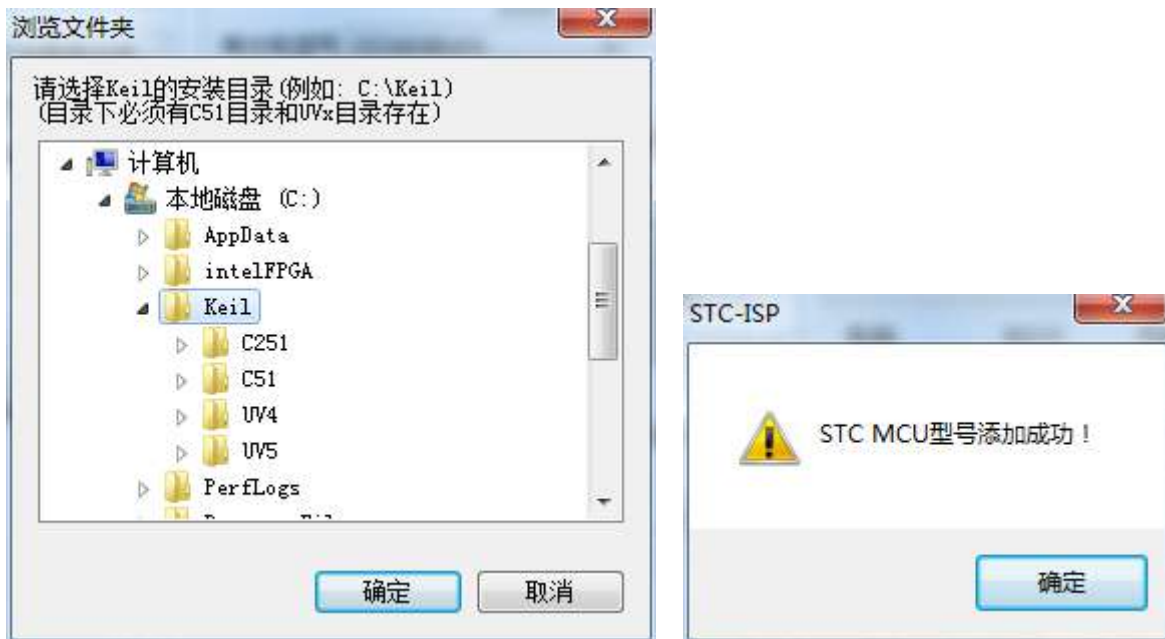 浏览文件夹
请选择Keil的安装目录(例如: C:\Keil)
(目录下必须有C51目录和UVx目录存在)
计算机
本地磁盘 (C:)
AppData
intelFPGA
Keil
C251
C51
UV4
UV5
PerfLogs
确定 取消
STC-ISP
STC MCU型号添加成功！
确定